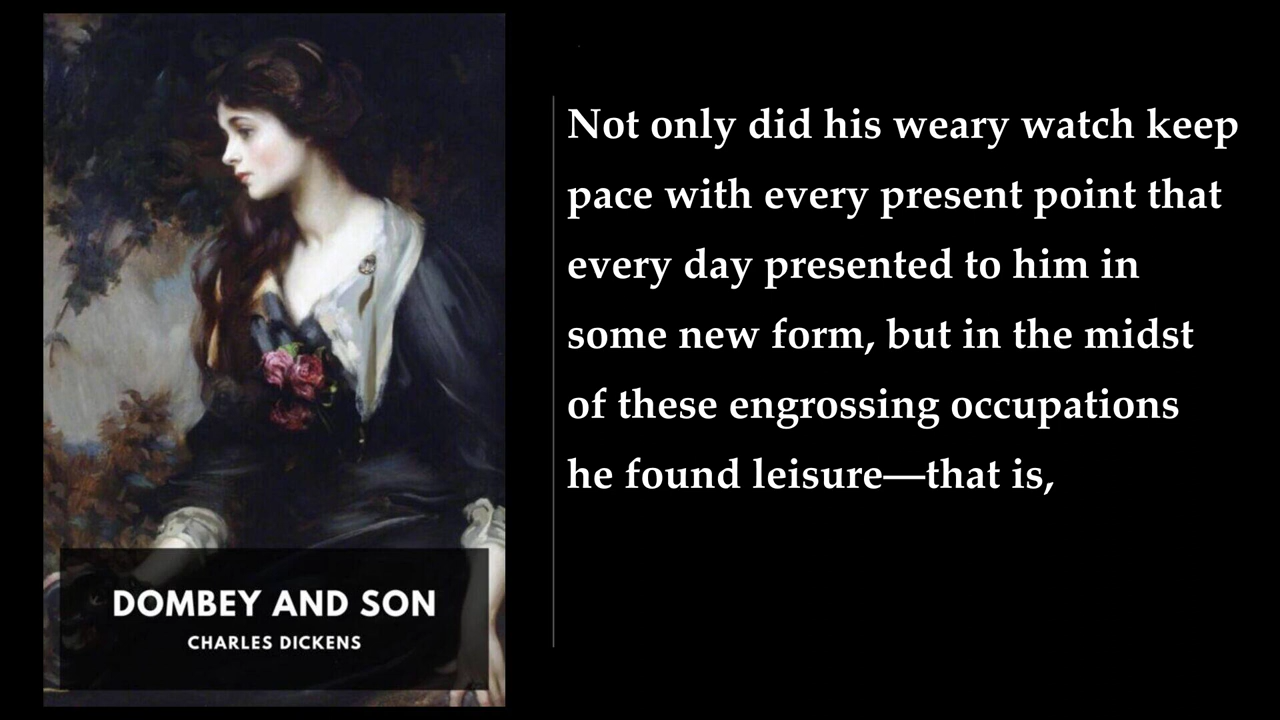 DOMBEY AND SON
CHARLES DICKENS
Not only did his weary watch keep
pace with every present point that
every day presented to him in
some new form, but in the midst
of these engrossing occupations
he found leisure—that is,